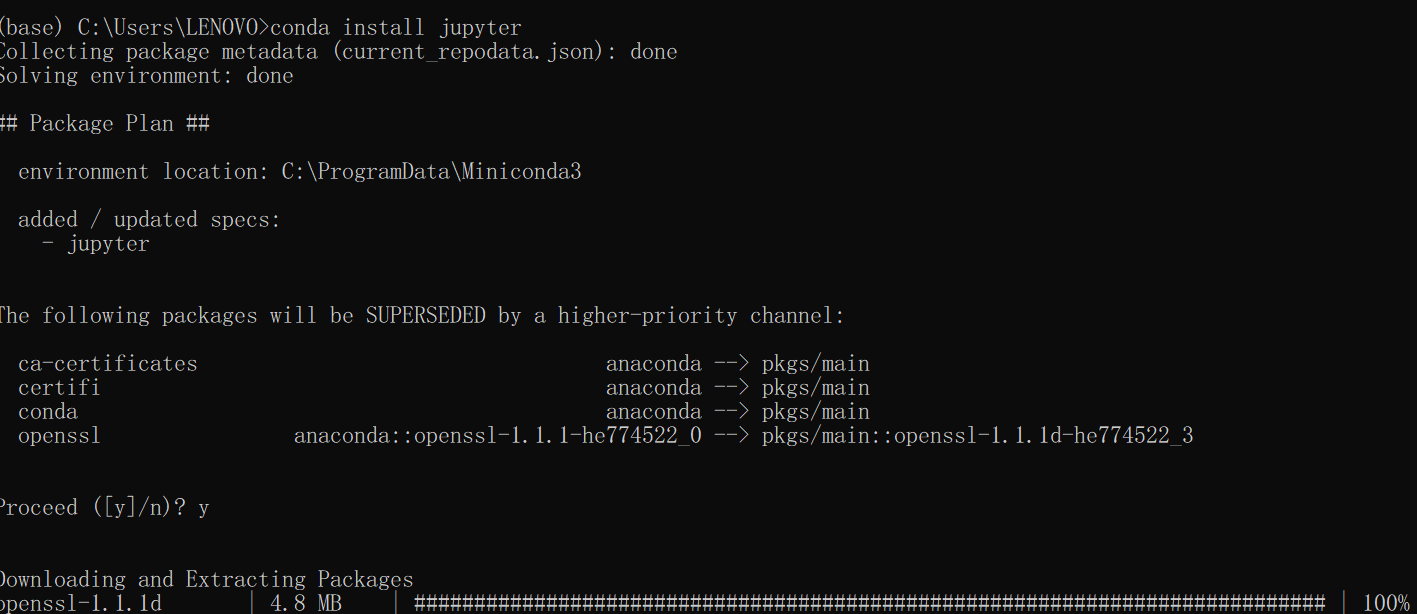 (base) C:\Users\LENOVO>conda install jupyter
Collecting package metadata (current_repodata.json): done
Solving environment: done
## Package Plan ##
environment location: C:\ProgramData\Miniconda3
added / updated specs:
- jupyter
The following packages will be SUPERSEDED by a higher-priority channel:
ca-certificates anaconda --> pkgs/main
certifi anaconda --> pkgs/main
conda anaconda --> pkgs/main
openssl anaconda::openssl-1.1.1-he774522_0 --> pkgs/main::openssl-1.1.1d-he774522_3
Proceed ([y]/n)? y
Downloading and Extracting Packages
openssl-1.1.1d | 4.8 MB | ############################################################################ | 100%